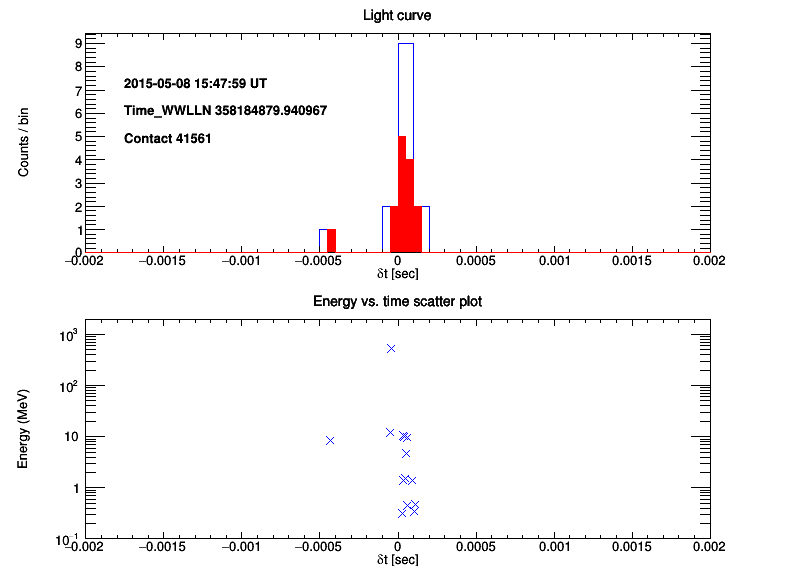 Light curve
9
8
7
6
5
4
3
2
1
0
Counts / bin
2015-05-08 15:47:59 UT
Time_WWLLN 358184879.940967
Contact 41561
−0.002 −0.0015 −0.001 −0.0005 0 0.0005 0.001 0.0015 0.002
δt [sec]
Energy vs. time scatter plot
10³
10²
10
1
10⁻¹
Energy (MeV)
−0.002 −0.0015 −0.001 −0.0005 0 0.0005 0.001 0.0015 0.002
δt [sec]